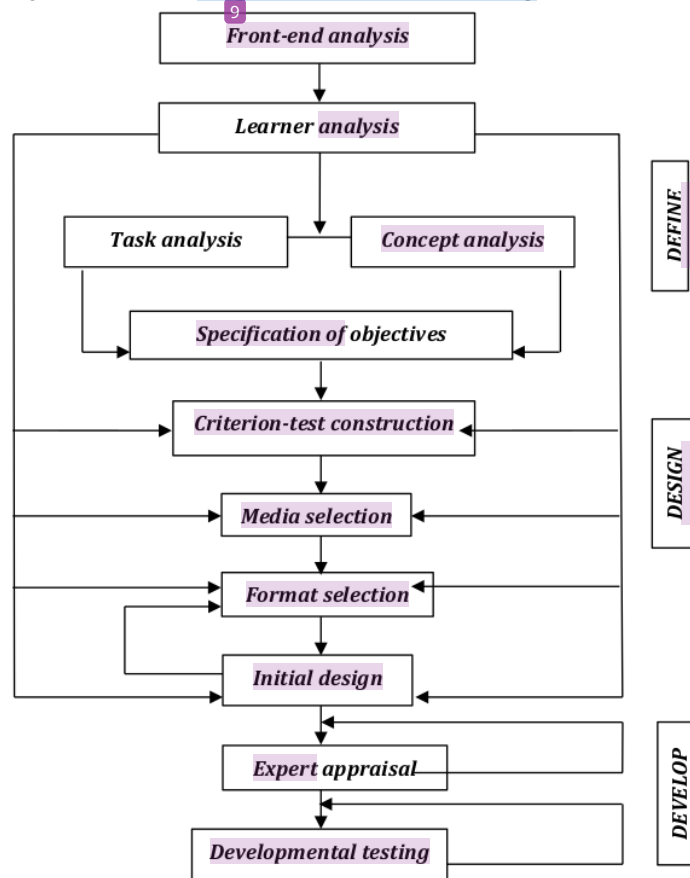 9
Front-end analysis
Learner analysis
Task analysis
Concept analysis
DEFINE
Specification of objectives
Criterion-test construction
DESIGN
Media selection
Format selection
Initial design
Expert appraisal
DEVELOP
Developmental testing